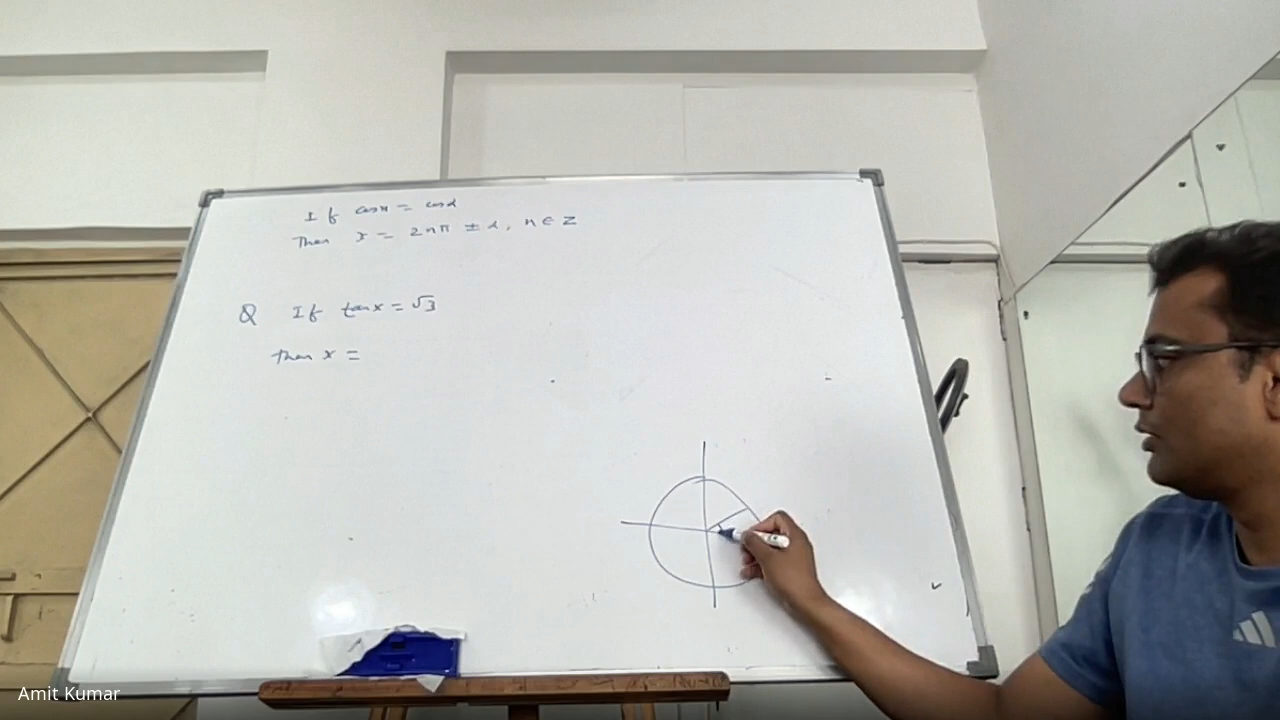 If cosx = cosα
Then x = 2nπ ± α, n ∈ Z
Q If tanx = √3
then x =
Amit Kumar